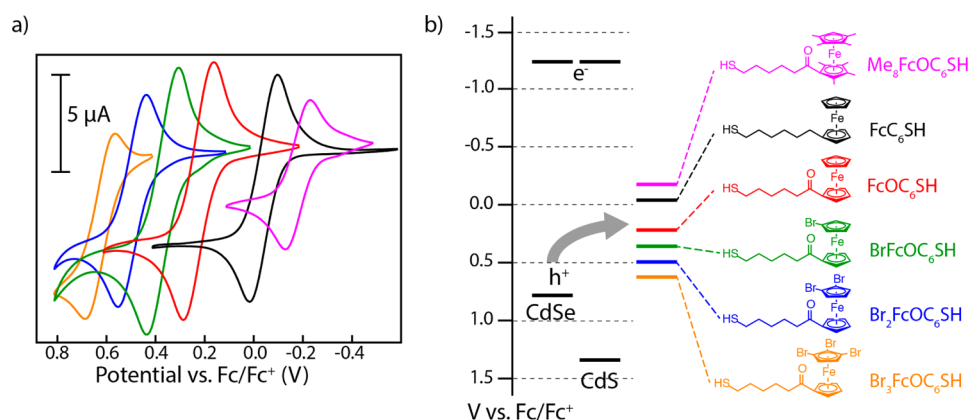 a)
5 µA
0.8 0.6 0.4 0.2 0.0 -0.2 -0.4
Potential vs. Fc/Fc⁺ (V)
b)
-1.5
-1.0
-0.5
0.0
0.5
1.0
1.5
V vs. Fc/Fc⁺
e⁻
h⁺
CdSe
CdS
HS O Fe Me₈FcOC₆SH
HS Fe FcC₆SH
HS O Fe FcOC₆SH
HS O Br Fe BrFcOC₆SH
HS O Br Br Fe Br₂FcOC₆SH
HS O Br Br Br Fe Br₃FcOC₆SH